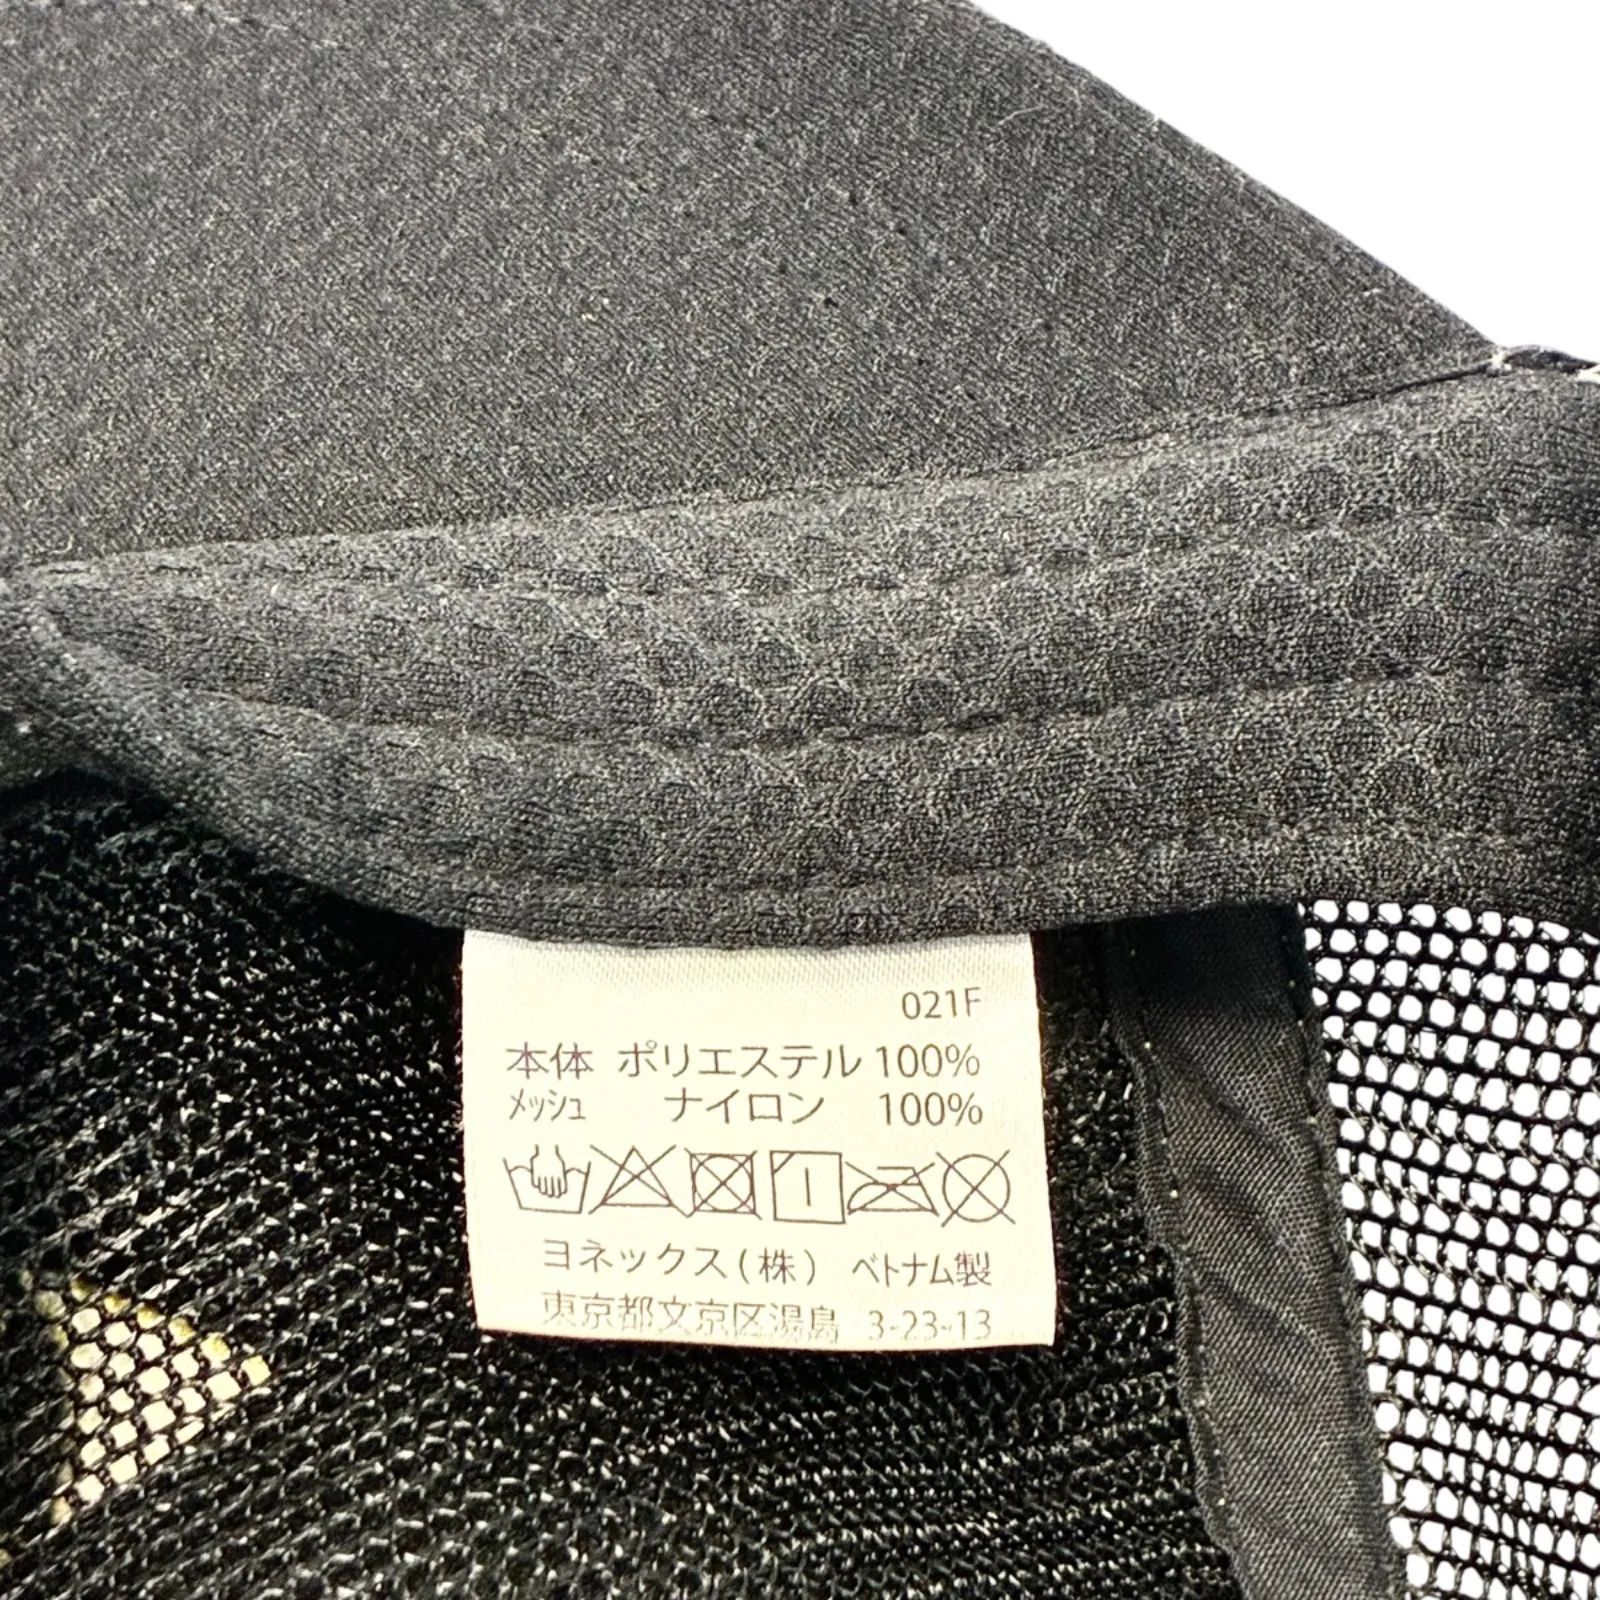 021F
本体 ポリエステル 100%
メッシュ ナイロン 100%
ヨネックス(株) ベトナム製
東京都文京区湯島 3-23-13